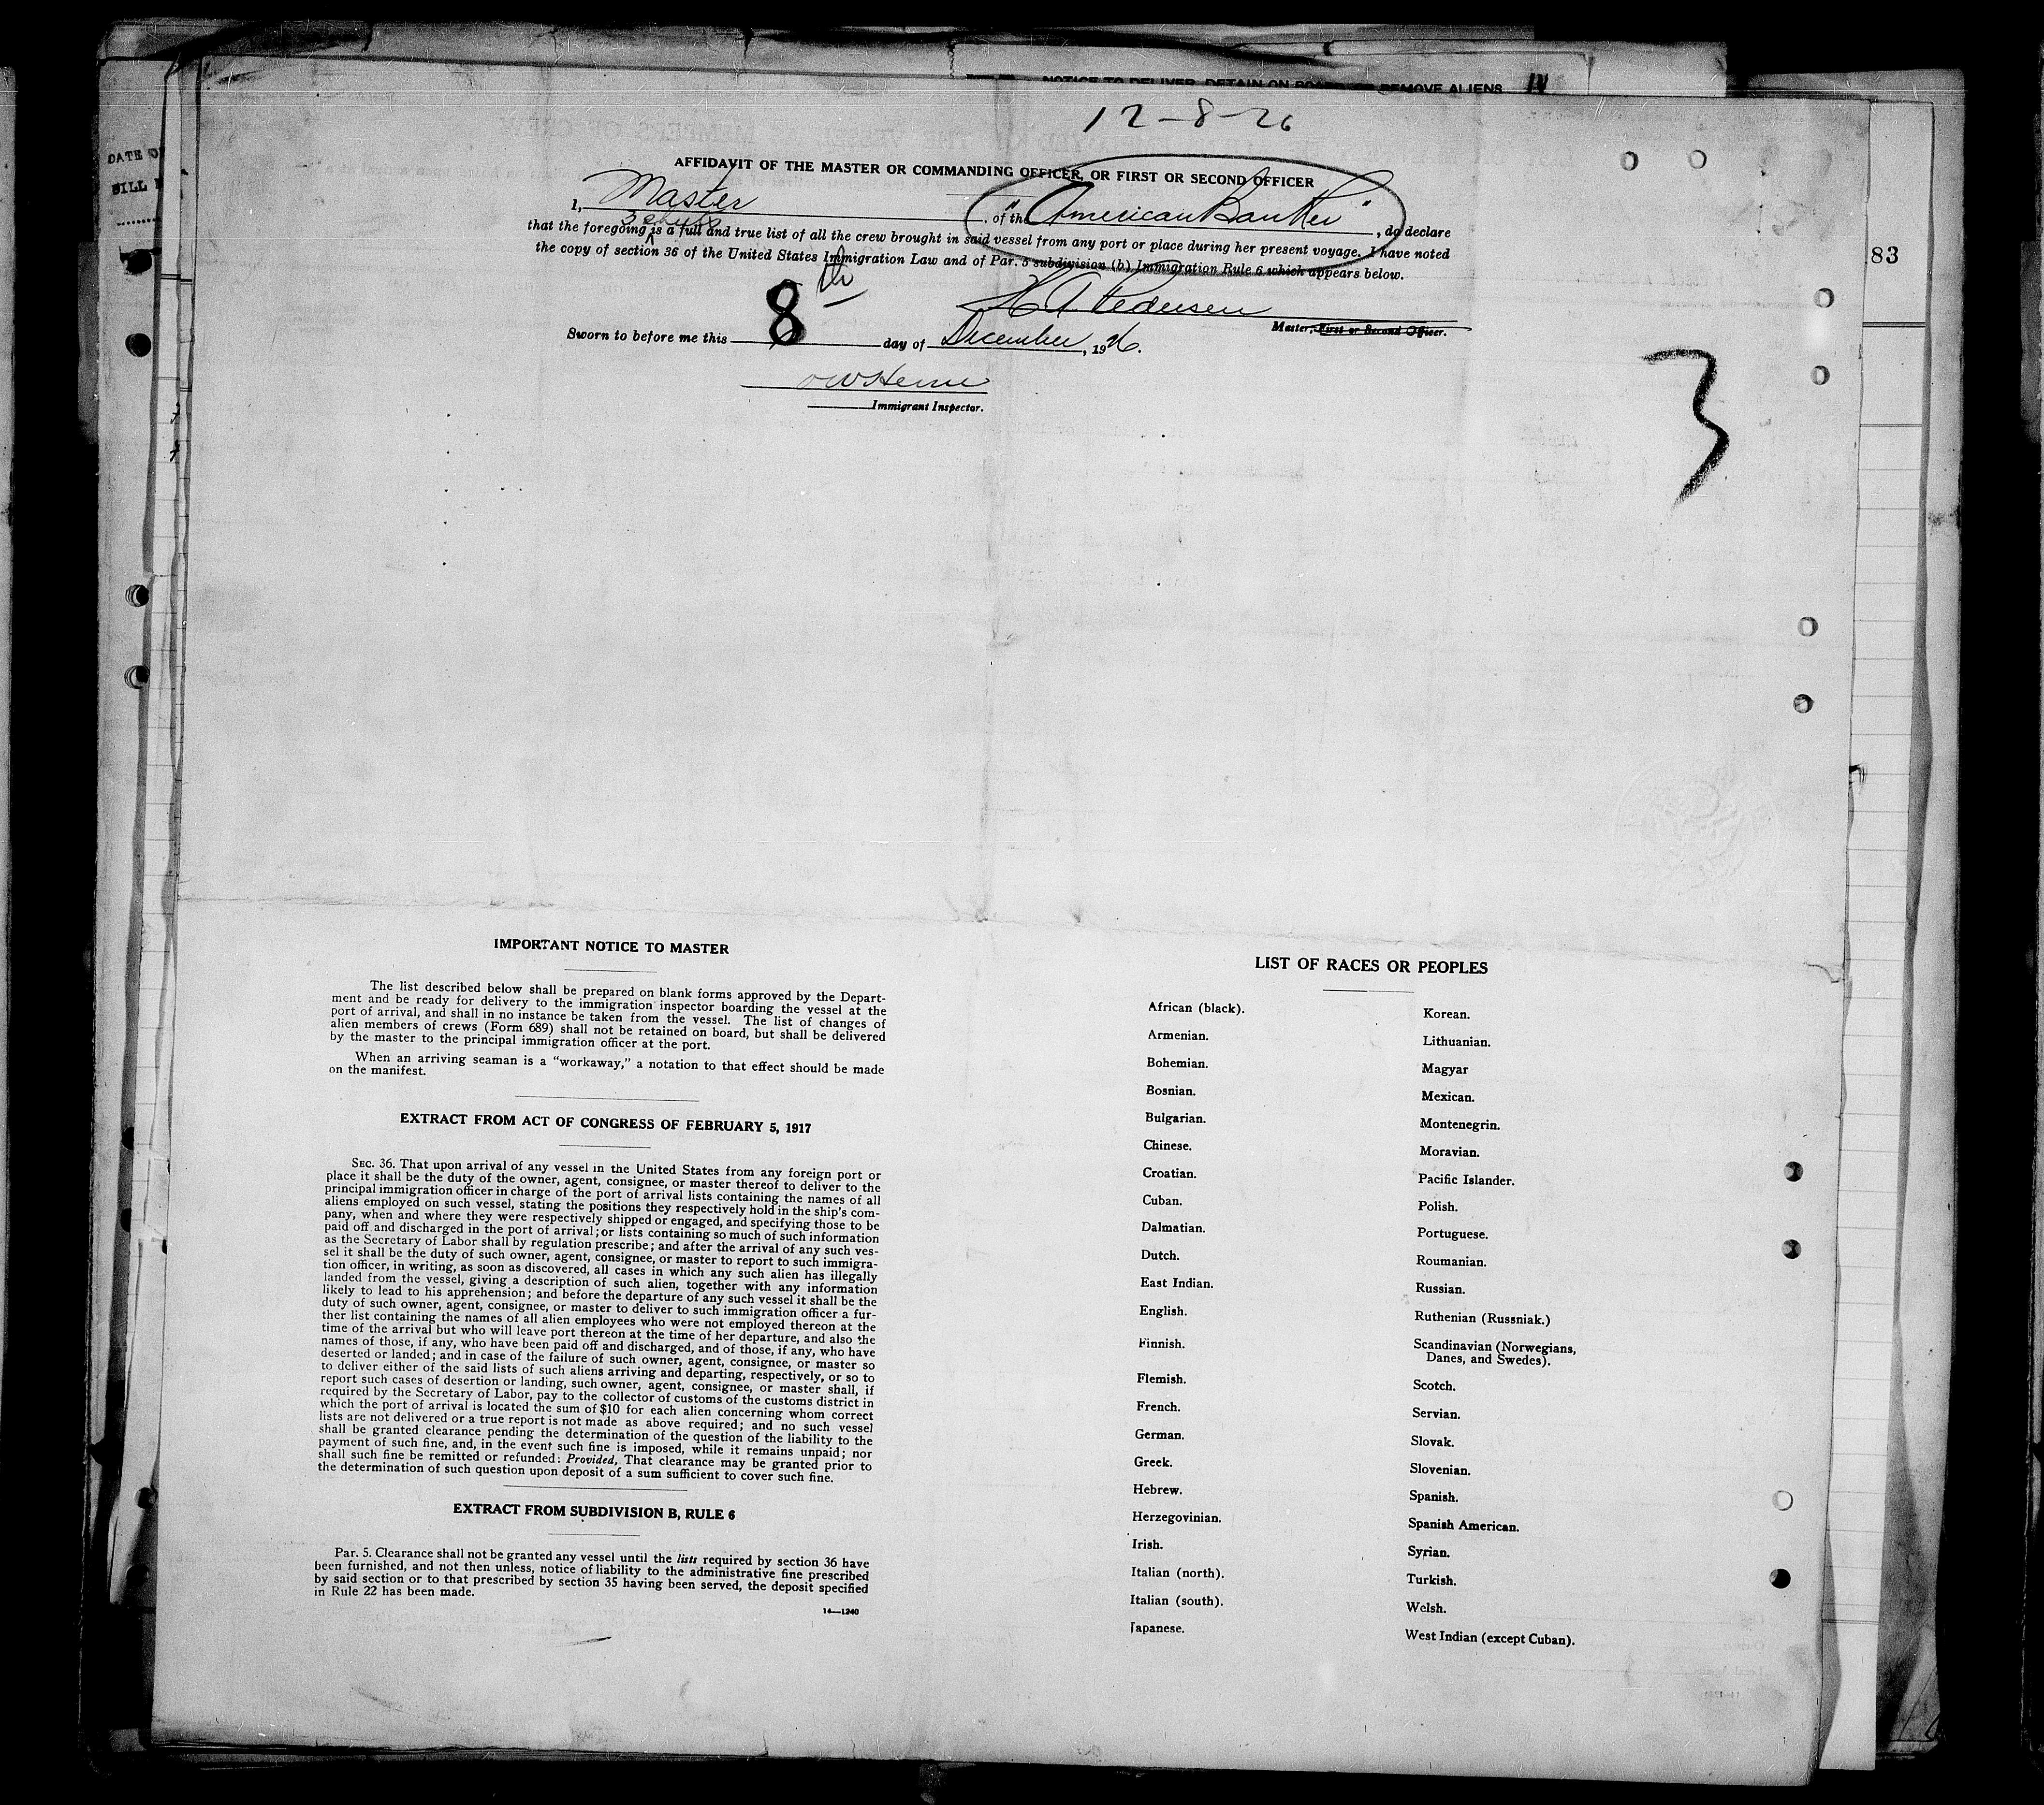 NOTICE TO DELIVER, DETAIN ON BOARD, OR REMOVE ALIENS
12-8-26
DATE OF
BILL
83
AFFIDAVIT OF THE MASTER OR COMMANDING OFFICER, OR FIRST OR SECOND OFFICER
I, Master, of the "American Banker", do declare
3 sheets
that the foregoing is a full and true list of all the crew brought in said vessel from any port or place during her present voyage. I have noted
the copy of section 36 of the United States Immigration Law and of Par. 5 subdivision (b) Immigration Rule 6 which appears below.
H A Pedersen
Master, First or Second Officer.
Sworn to before me this 8th day of December, 1926.
Immigrant Inspector.
3
IMPORTANT NOTICE TO MASTER
The list described below shall be prepared on blank forms approved by the Depart-
ment and be ready for delivery to the immigration inspector boarding the vessel at the
port of arrival, and shall in no instance be taken from the vessel. The list of changes of
alien members of crews (Form 689) shall not be retained on board, but shall be delivered
by the master to the principal immigration officer at the port.
When an arriving seaman is a "workaway," a notation to that effect should be made
on the manifest.
EXTRACT FROM ACT OF CONGRESS OF FEBRUARY 5, 1917
SEC. 36. That upon arrival of any vessel in the United States from any foreign port or
place it shall be the duty of the owner, agent, consignee, or master thereof to deliver to the
principal immigration officer in charge of the port of arrival lists containing the names of all
aliens employed on such vessel, stating the positions they respectively hold in the ship's com-
pany, when and where they were respectively shipped or engaged, and specifying those to be
paid off and discharged in the port of arrival; or lists containing so much of such information
as the Secretary of Labor shall by regulation prescribe; and after the arrival of any such ves-
sel it shall be the duty of such owner, agent, consignee, or master to report to such immigra-
tion officer, in writing, as soon as discovered, all cases in which any such alien has illegally
landed from the vessel, giving a description of such alien, together with any information
likely to lead to his apprehension; and before the departure of any such vessel it shall be the
duty of such owner, agent, consignee, or master to deliver to such immigration officer a fur-
ther list containing the names of all alien employees who were not employed thereon at the
time of the arrival but who will leave port thereon at the time of her departure, and also the
names of those, if any, who have been paid off and discharged, and of those, if any, who have
deserted or landed; and in case of the failure of such owner, agent, consignee, or master so
to deliver either of the said lists of such aliens arriving and departing, respectively, or so to
report such cases of desertion or landing, such owner, agent, consignee, or master shall, if
required by the Secretary of Labor, pay to the collector of customs of the customs district in
which the port of arrival is located the sum of $10 for each alien concerning whom correct
lists are not delivered or a true report is not made as above required; and no such vessel
shall be granted clearance pending the determination of the question of the liability to the
payment of such fine, and, in the event such fine is imposed, while it remains unpaid; nor
shall such fine be remitted or refunded: Provided, That clearance may be granted prior to
the determination of such question upon deposit of a sum sufficient to cover such fine.
EXTRACT FROM SUBDIVISION B, RULE 6
Par. 5. Clearance shall not be granted any vessel until the lists required by section 36 have
been furnished, and not then unless, notice of liability to the administrative fine prescribed
by said section or to that prescribed by section 35 having been served, the deposit specified
in Rule 22 has been made.
14—1240
LIST OF RACES OR PEOPLES
African (black).
Armenian.
Bohemian.
Bosnian.
Bulgarian.
Chinese.
Croatian.
Cuban.
Dalmatian.
Dutch.
East Indian.
English.
Finnish.
Flemish.
French.
German.
Greek.
Hebrew.
Herzegovinian.
Irish.
Italian (north).
Italian (south).
Japanese.
Korean.
Lithuanian.
Magyar
Mexican.
Montenegrin.
Moravian.
Pacific Islander.
Polish.
Portuguese.
Roumanian.
Russian.
Ruthenian (Russniak.)
Scandinavian (Norwegians,
Danes, and Swedes).
Scotch.
Servian.
Slovak.
Slovenian.
Spanish.
Spanish American.
Syrian.
Turkish.
Welsh.
West Indian (except Cuban).